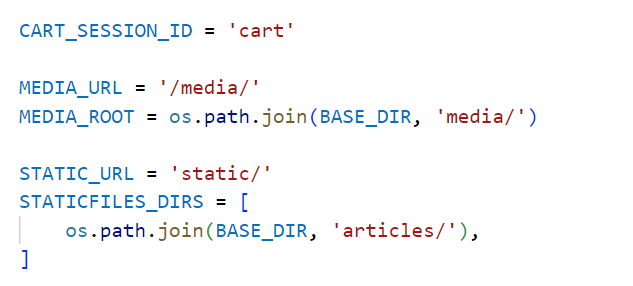 CART_SESSION_ID = 'cart'
MEDIA_URL = '/media/'
MEDIA_ROOT = os.path.join(BASE_DIR, 'media/')
STATIC_URL = 'static/'
STATICFILES_DIRS = [
    os.path.join(BASE_DIR, 'articles/'),
]